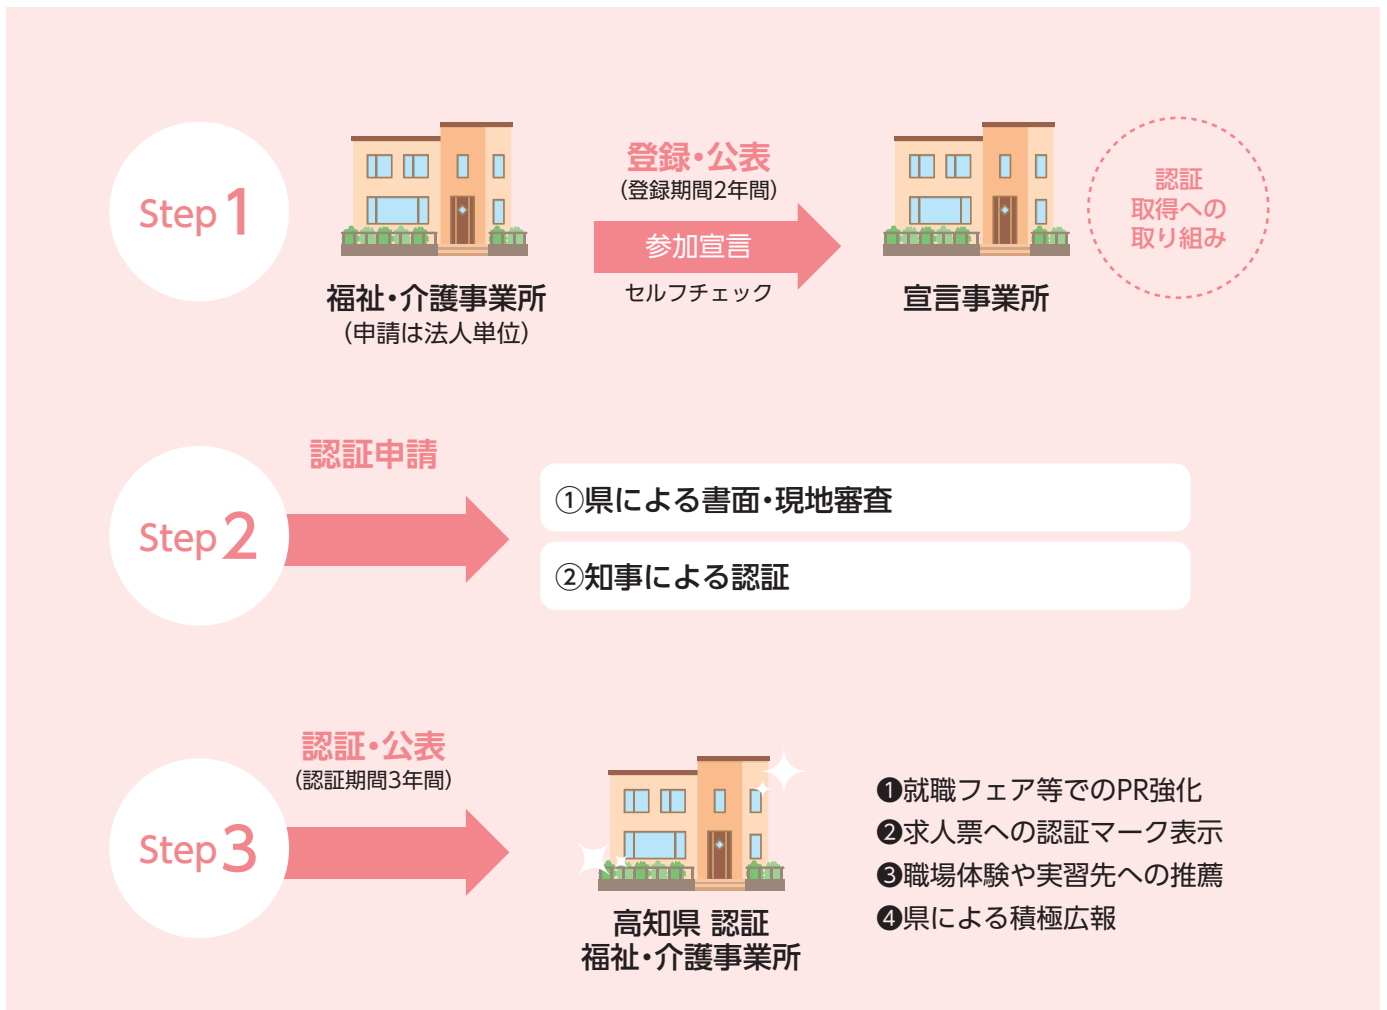 Step 1
福祉・介護事業所
（申請は法人単位）
登録・公表
（登録期間2年間）
参加宣言
セルフチェック
宣言事業所
認証
取得への
取り組み
Step 2
認証申請
①県による書面・現地審査
②知事による認証
Step 3
認証・公表
（認証期間3年間）
高知県 認証
福祉・介護事業所
❶就職フェア等でのPR強化
❷求人票への認証マーク表示
❸職場体験や実習先への推薦
❹県による積極広報